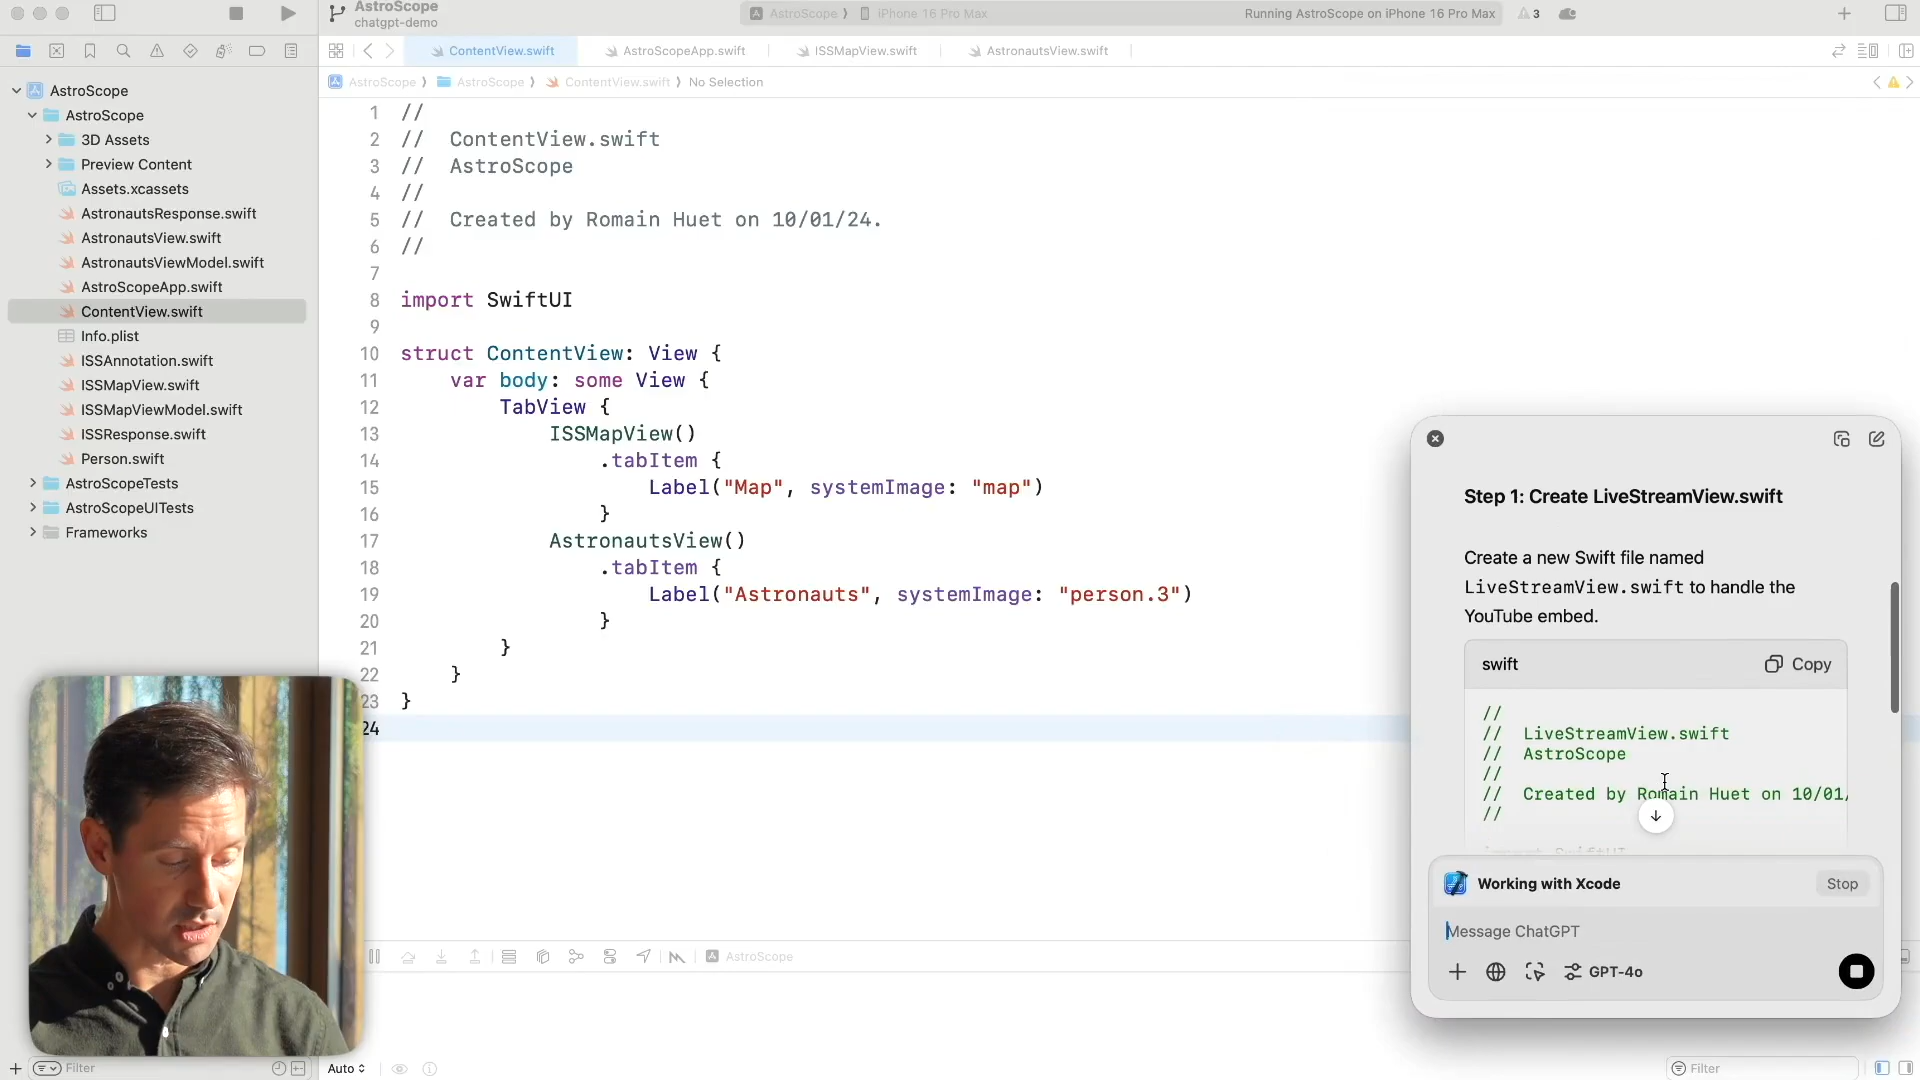 AstroScope
chatgpt-demo
AstroScope
iPhone 16 Pro Max
Running AstroScope on iPhone 16 Pro Max
3
ContentView.swift
AstroScopeApp.swift
ISSMapView.swift
AstronautsView.swift
AstroScope
AstroScope
ContentView.swift
No Selection
AstroScope
AstroScope
3D Assets
Preview Content
Assets.xcassets
AstronautsResponse.swift
AstronautsView.swift
AstronautsViewModel.swift
AstroScopeApp.swift
ContentView.swift
Info.plist
ISSAnnotation.swift
ISSMapView.swift
ISSMapViewModel.swift
ISSResponse.swift
Person.swift
AstroScopeTests
AstroScopeUITests
Frameworks
Filter
1 //
2 //  ContentView.swift
3 //  AstroScope
4 //
5 //  Created by Romain Huet on 10/01/24.
6 //
7
8 import SwiftUI
9
10 struct ContentView: View {
11     var body: some View {
12         TabView {
13             ISSMapView()
14                 .tabItem {
15                     Label("Map", systemImage: "map")
16                 }
17             AstronautsView()
18                 .tabItem {
19                     Label("Astronauts", systemImage: "person.3")
20                 }
21         }
22     }
23 }
24
AstroScope
Auto
Filter
Step 1: Create LiveStreamView.swift
Create a new Swift file named
LiveStreamView.swift to handle the
YouTube embed.
swift
Copy
//
//  LiveStreamView.swift
//  AstroScope
//
//  Created by Romain Huet on 10/01/
//
import SwiftUI
Working with Xcode
Stop
Message ChatGPT
GPT-4o